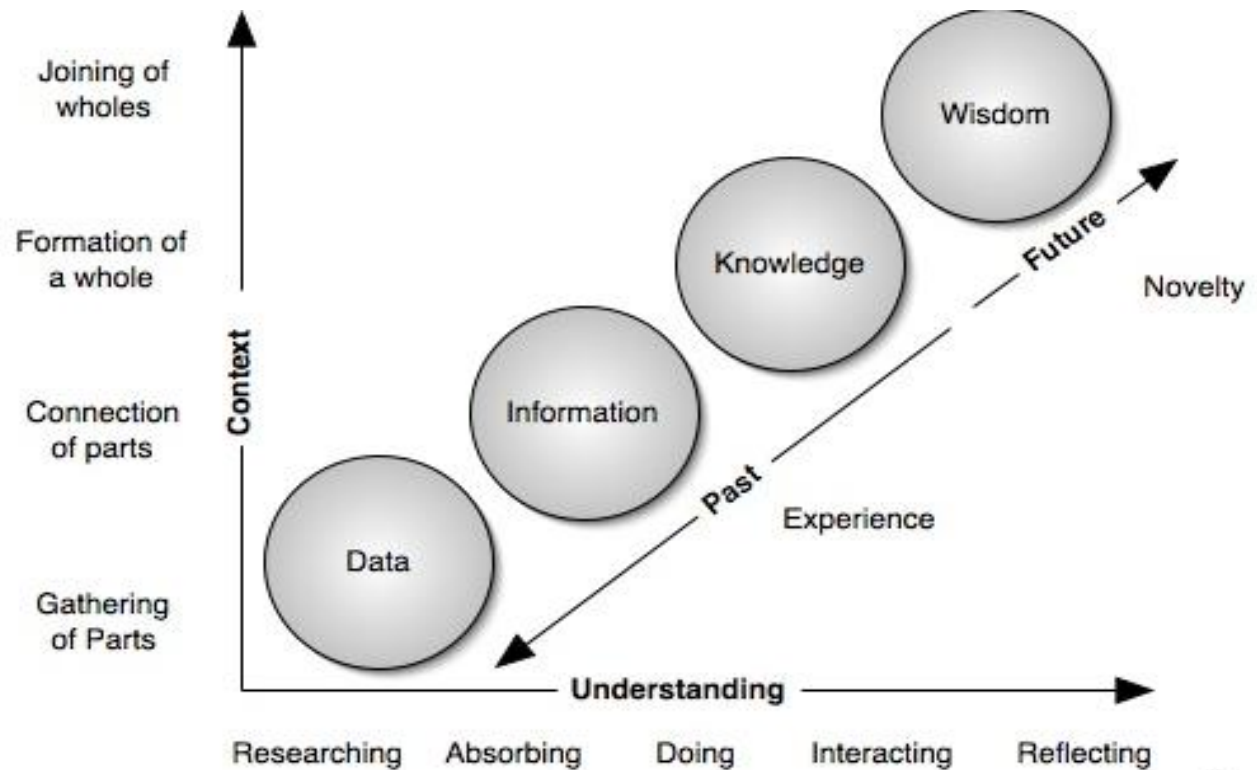 Joining of
wholes
Wisdom
Future
Formation of
a whole
Knowledge
Novelty
Context
Connection
of parts
Information
Past
Experience
Data
Gathering
of Parts
Understanding
Researching Absorbing Doing Interacting Reflecting